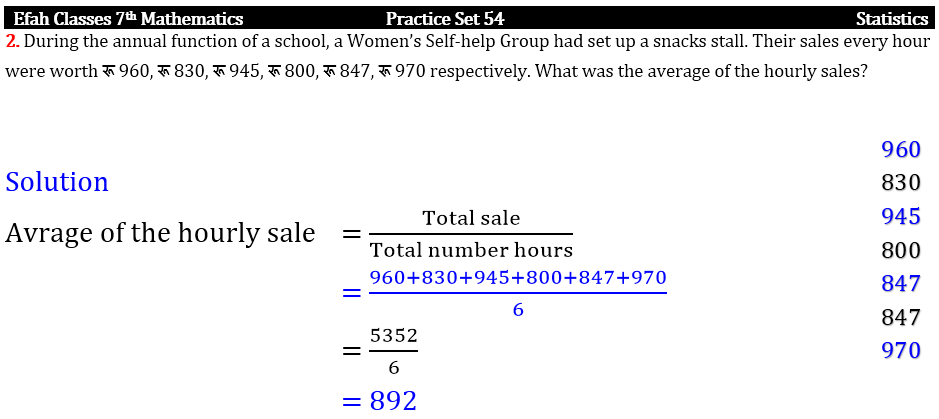 Efah Classes 7th Mathematics Practice Set 54 Statistics
2. During the annual function of a school, a Women’s Self-help Group had set up a snacks stall. Their sales every hour
were worth रू 960, रू 830, रू 945, रू 800, रू 847, रू 970 respectively. What was the average of the hourly sales?
Solution
Avrage of the hourly sale = Total sale
Total number hours
= 960+830+945+800+847+970
6
= 5352
6
= 892
960
830
945
800
847
847
970